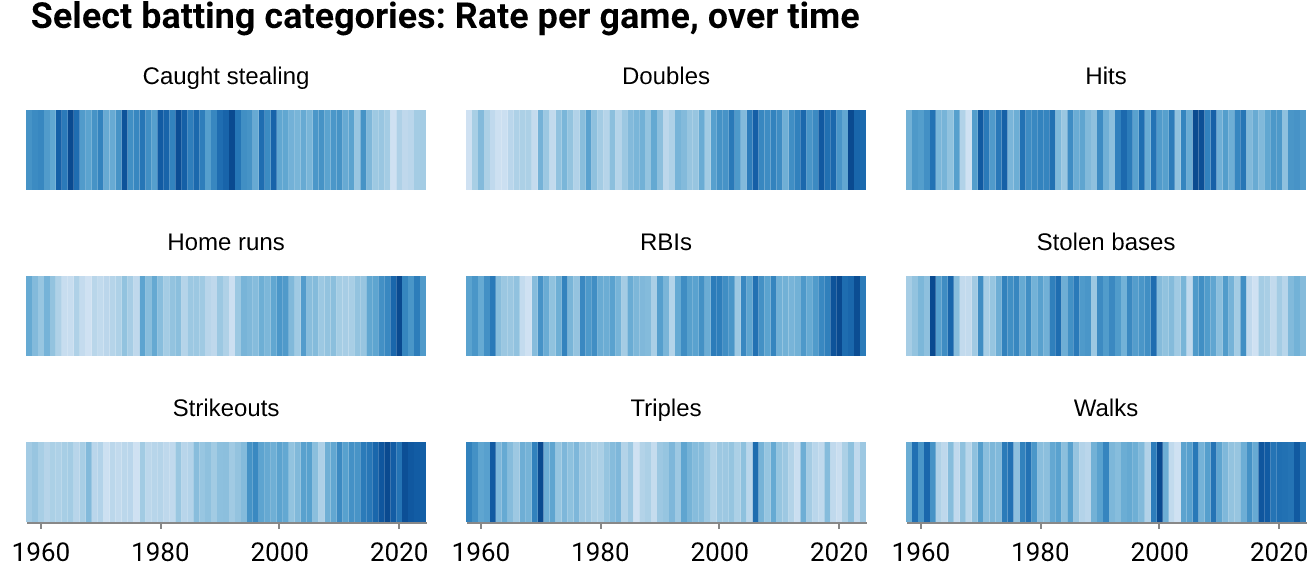 Select batting categories: Rate per game, over time
Caught stealing
Doubles
Hits
Home runs
RBIs
Stolen bases
Strikeouts
Triples
Walks
1960 1980 2000 2020 1960 1980 2000 2020 1960 1980 2000 2020